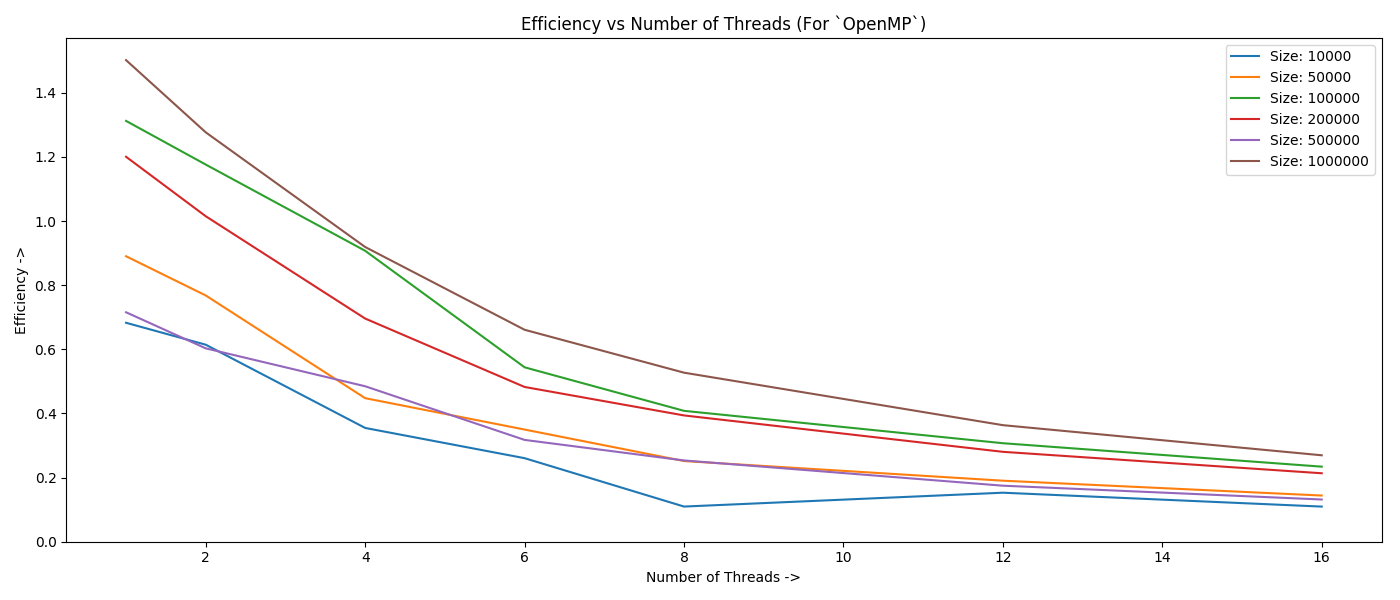 Efficiency vs Number of Threads (For `OpenMP`)
Size: 10000
Size: 50000
Size: 100000
Size: 200000
Size: 500000
Size: 1000000
Efficiency ->
1.4
1.2
1.0
0.8
0.6
0.4
0.2
0.0
2 4 6 8 10 12 14 16
Number of Threads ->